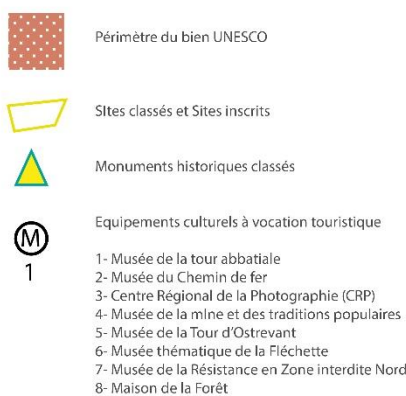 Périmètre du bien UNESCO
SItes classés et Sites inscrits
Monuments historiques classés
Equipements culturels à vocation touristique
M
1
1- Musée de la tour abbatiale
2- Musée du Chemin de fer
3- Centre Régional de la Photographie (CRP)
4- Musée de la mIne et des traditions populaires
5- Musée de la Tour d'Ostrevant
6- Musée thématique de la Fléchette
7- Musée de la Résistance en Zone interdite Nord
8- Maison de la Forêt